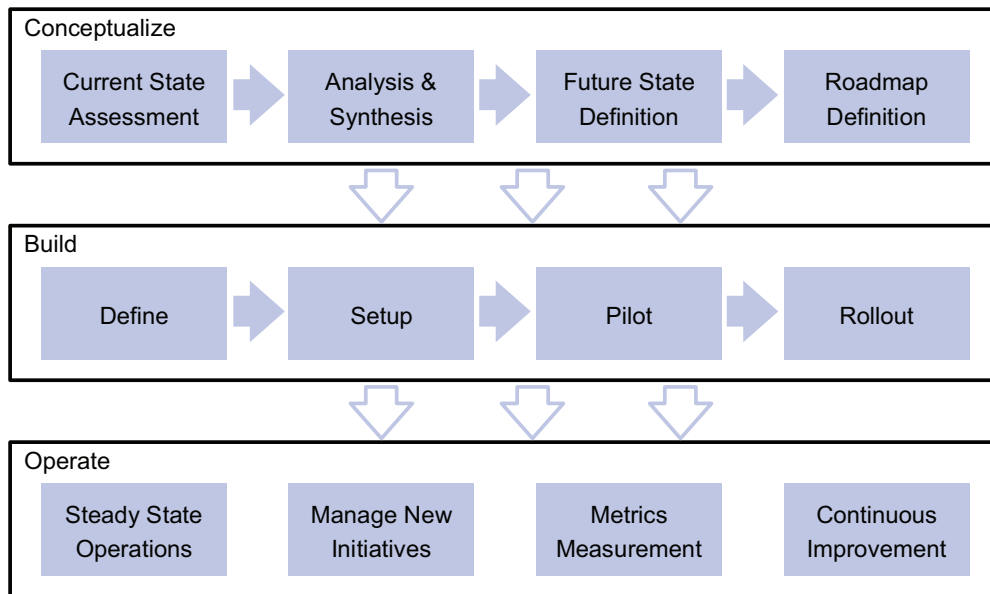 Conceptualize
Current State
Assessment
Analysis &
Synthesis
Future State
Definition
Roadmap
Definition
Build
Define
Setup
Pilot
Rollout
Operate
Steady State
Operations
Manage New
Initiatives
Metrics
Measurement
Continuous
Improvement